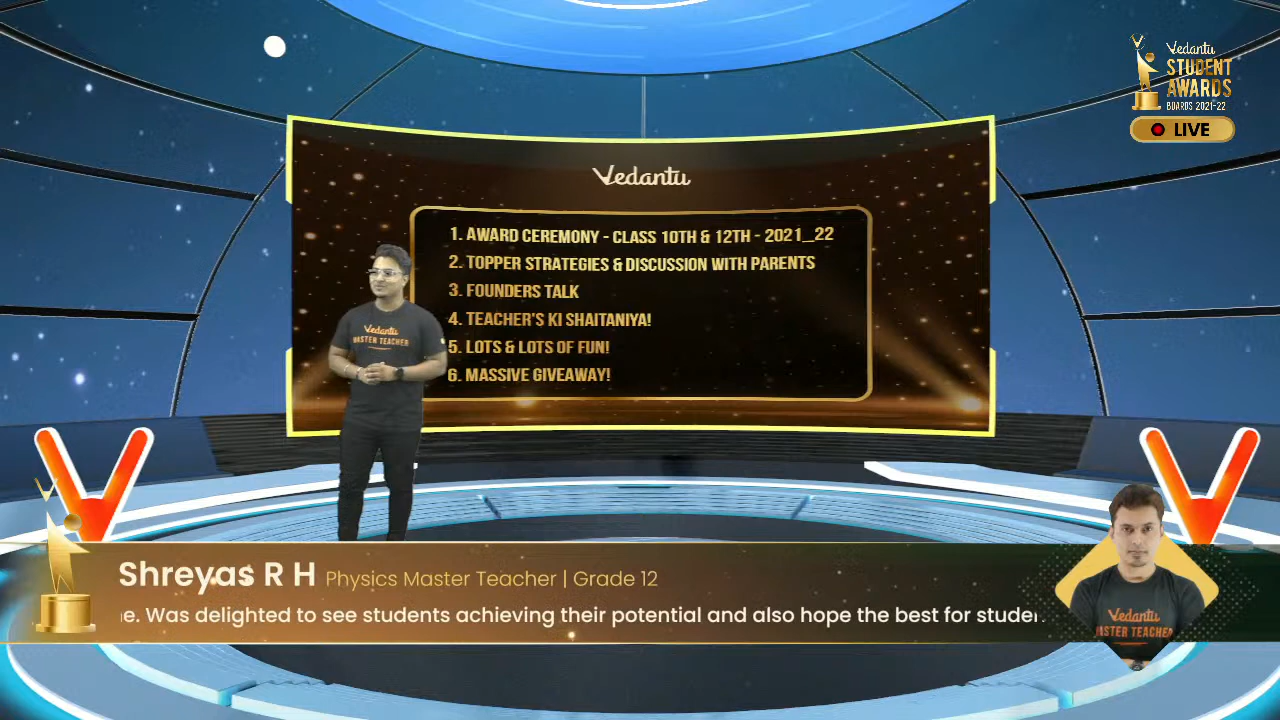 Vedantu
STUDENT
AWARDS
BOARDS 2021-22
LIVE
Vedantu
1. AWARD CEREMONY - CLASS 10TH & 12TH - 2021_22
2. TOPPER STRATEGIES & DISCUSSION WITH PARENTS
3. FOUNDERS TALK
4. TEACHER'S KI SHAITANIYA!
5. LOTS & LOTS OF FUN!
6. MASSIVE GIVEAWAY!
Vedantu
MASTER TEACHER
Shreyas R H Physics Master Teacher | Grade 12
Was delighted to see students achieving their potential and also hope the best for
Vedantu
MASTER TEACHER